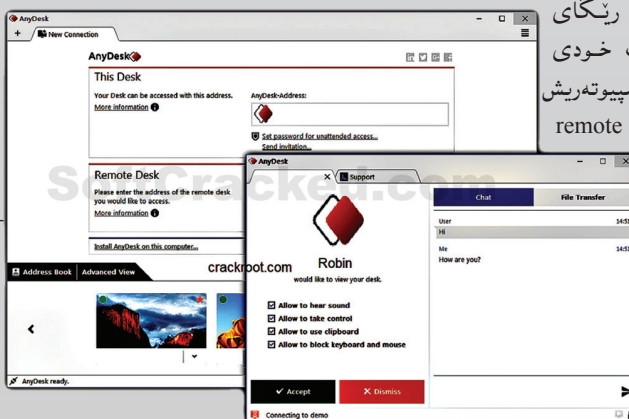 ڕێگای
خودی
پیوتەریش
remote
AnyDesk
New Connection
AnyDesk
This Desk
Your Desk can be accessed with this address.
More information
AnyDesk-Address:
Set password for unattended access...
Send invitation...
Remote Desk
Please enter the address of the remote desk
you would like to access.
More information
Install AnyDesk on this computer...
Address Book
Advanced View
AnyDesk ready.
SoftCracked.com
crackroot.com
AnyDesk
Support
Robin
would like to view your desk.
Allow to hear sound
Allow to take control
Allow to use clipboard
Allow to block keyboard and mouse
Accept
Dismiss
Connecting to demo
Chat
File Transfer
User 14:51
Hi
Me 14:51
How are you?